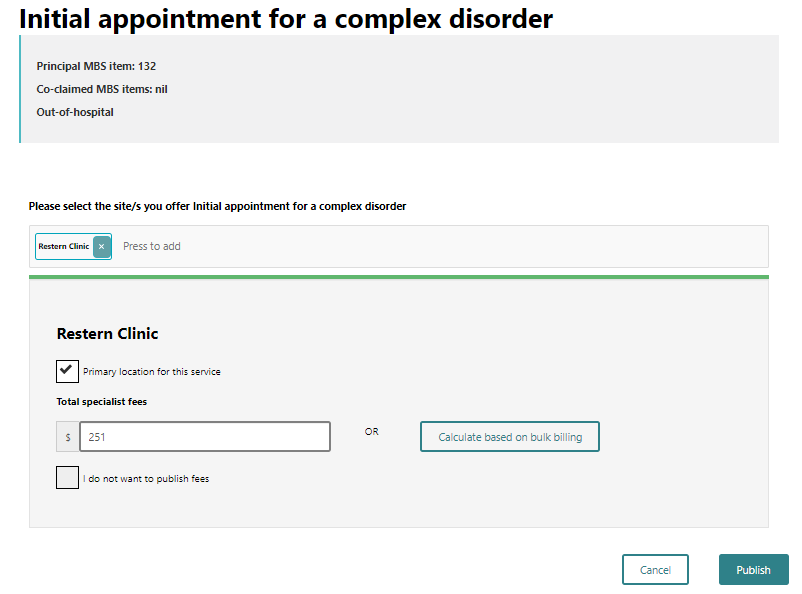 Initial appointment for a complex disorder
Principal MBS item: 132
Co-claimed MBS items: nil
Out-of-hospital
Please select the site/s you offer Initial appointment for a complex disorder
Restern Clinic × Press to add
Restern Clinic
Primary location for this service
Total specialist fees
$ 251 OR Calculate based on bulk billing
I do not want to publish fees
Cancel Publish